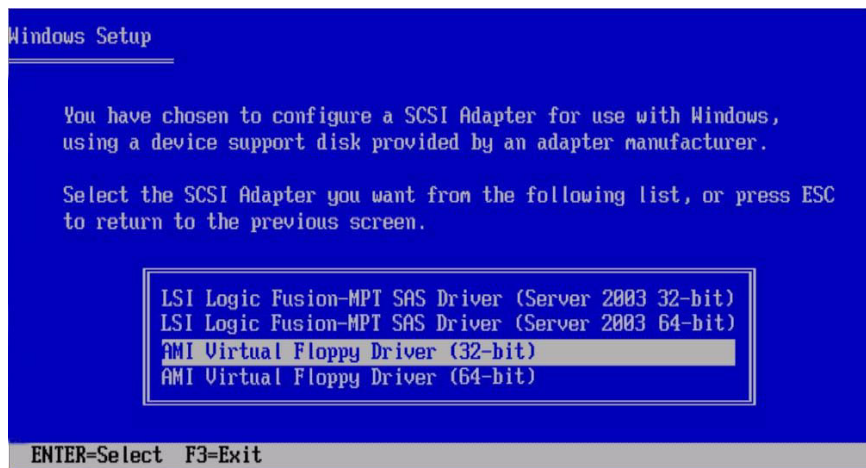 Windows Setup
You have chosen to configure a SCSI Adapter for use with Windows,
using a device support disk provided by an adapter manufacturer.
Select the SCSI Adapter you want from the following list, or press ESC
to return to the previous screen.
LSI Logic Fusion-MPT SAS Driver (Server 2003 32-bit)
LSI Logic Fusion-MPT SAS Driver (Server 2003 64-bit)
AMI Virtual Floppy Driver (32-bit)
AMI Virtual Floppy Driver (64-bit)
ENTER=Select F3=Exit